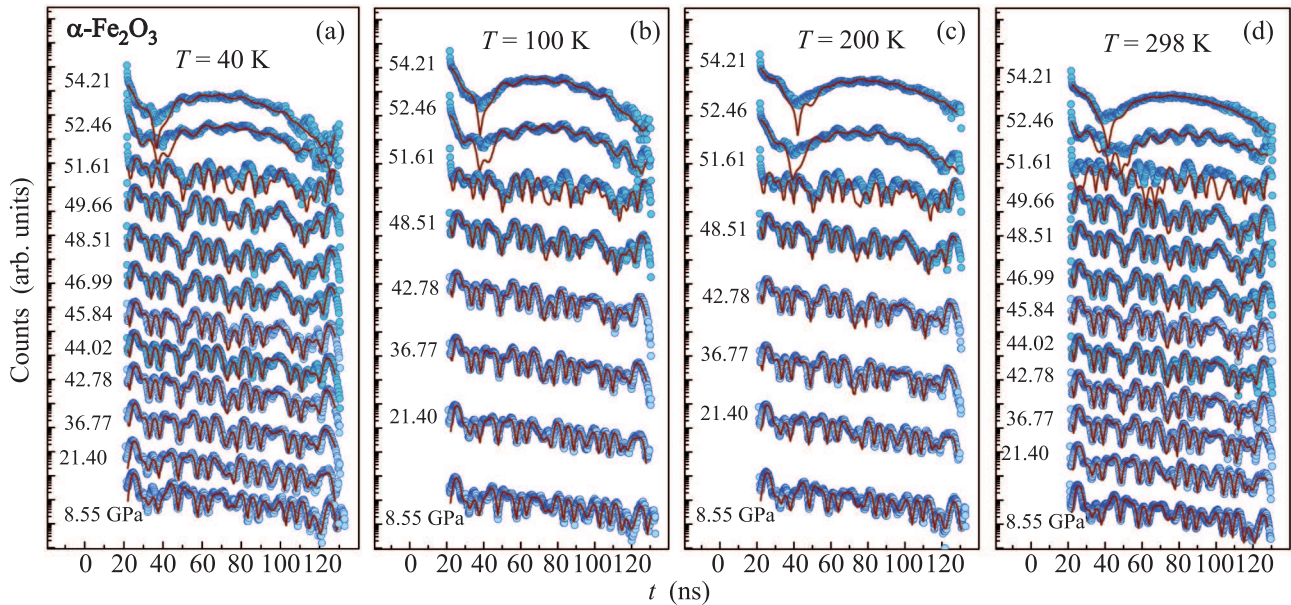 α-Fe₂O₃ (a)
T = 40 K
54.21
52.46
51.61
49.66
48.51
46.99
45.84
44.02
42.78
36.77
21.40
8.55 GPa
0 20 40 60 80 100 120
(b)
T = 100 K
54.21
52.46
51.61
48.51
42.78
36.77
21.40
8.55 GPa
0 20 40 60 80 100 120
(c)
T = 200 K
54.21
52.46
51.61
48.51
42.78
36.77
21.40
8.55 GPa
0 20 40 60 80 100 120
(d)
T = 298 K
54.21
52.46
51.61
49.66
48.51
46.99
45.84
44.02
42.78
36.77
21.40
8.55 GPa
0 20 40 60 80 100 120
Counts (arb. units)
t (ns)